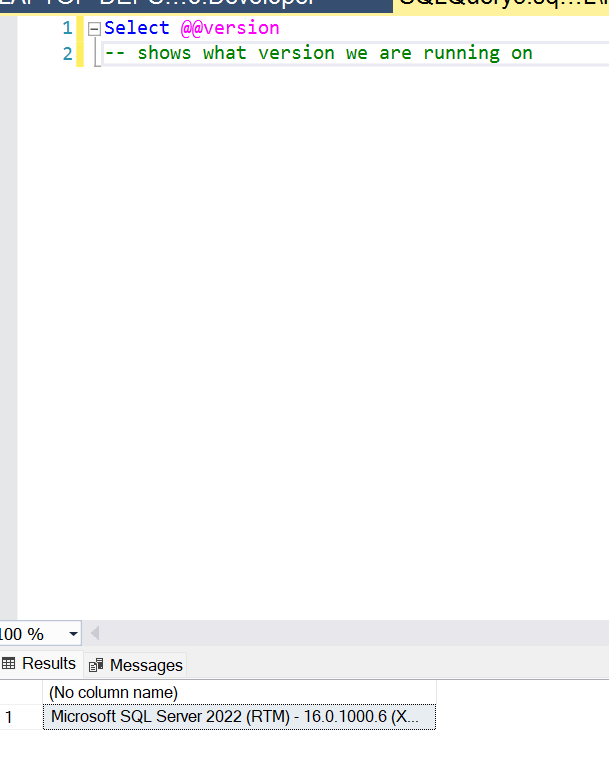 1 Select @@version
2 -- shows what version we are running on
100 %
Results Messages
(No column name)
1 Microsoft SQL Server 2022 (RTM) - 16.0.1000.6 (X...